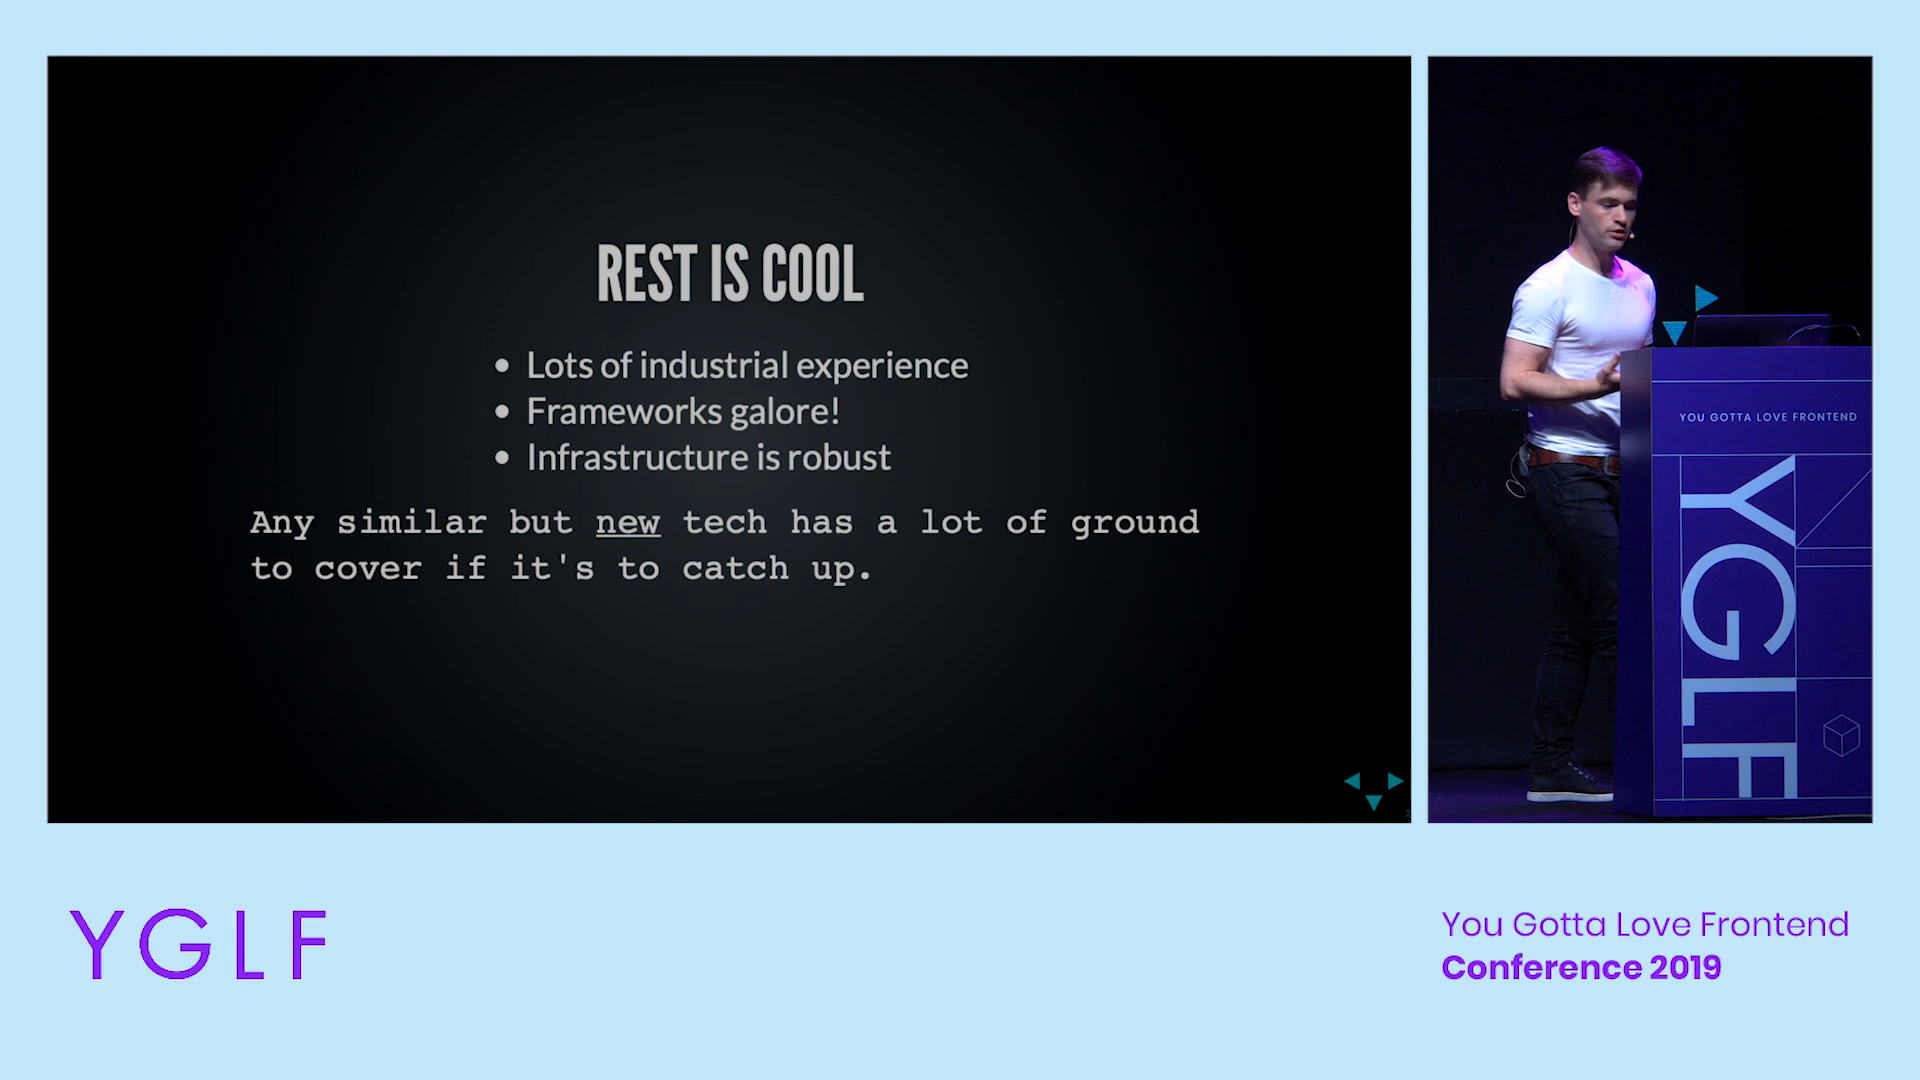 REST IS COOL
• Lots of industrial experience
• Frameworks galore!
• Infrastructure is robust
Any similar but new tech has a lot of ground
to cover if it's to catch up.
YOU GOTTA LOVE FRONTEND
YGLF
YGLF
You Gotta Love Frontend
Conference 2019